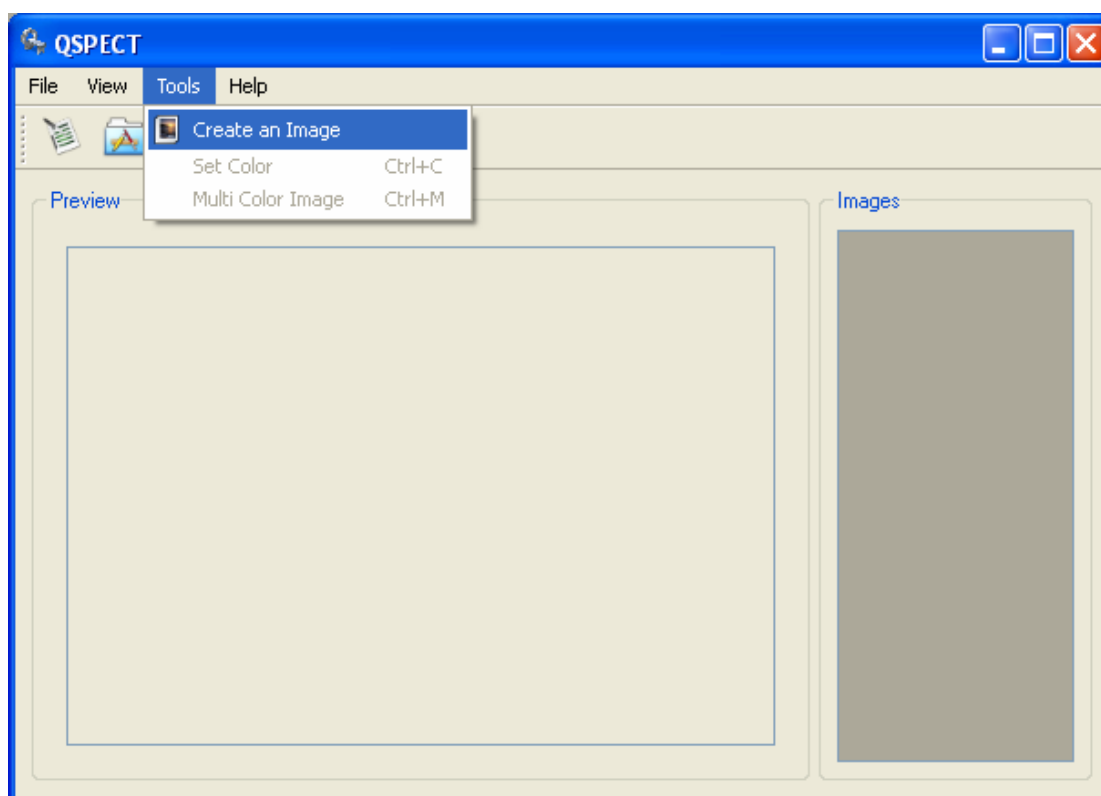 QSPECT
File View Tools Help
Create an Image
Set Color Ctrl+C
Multi Color Image Ctrl+M
Preview Images